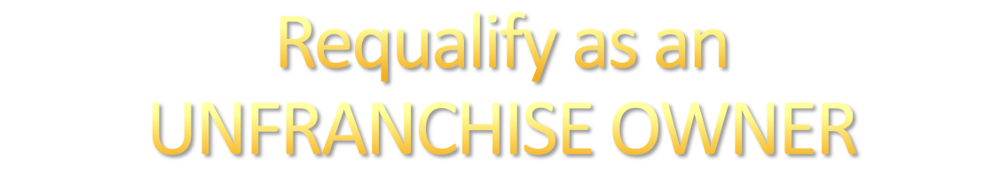 Requalify as an
UNFRANCHISE OWNER